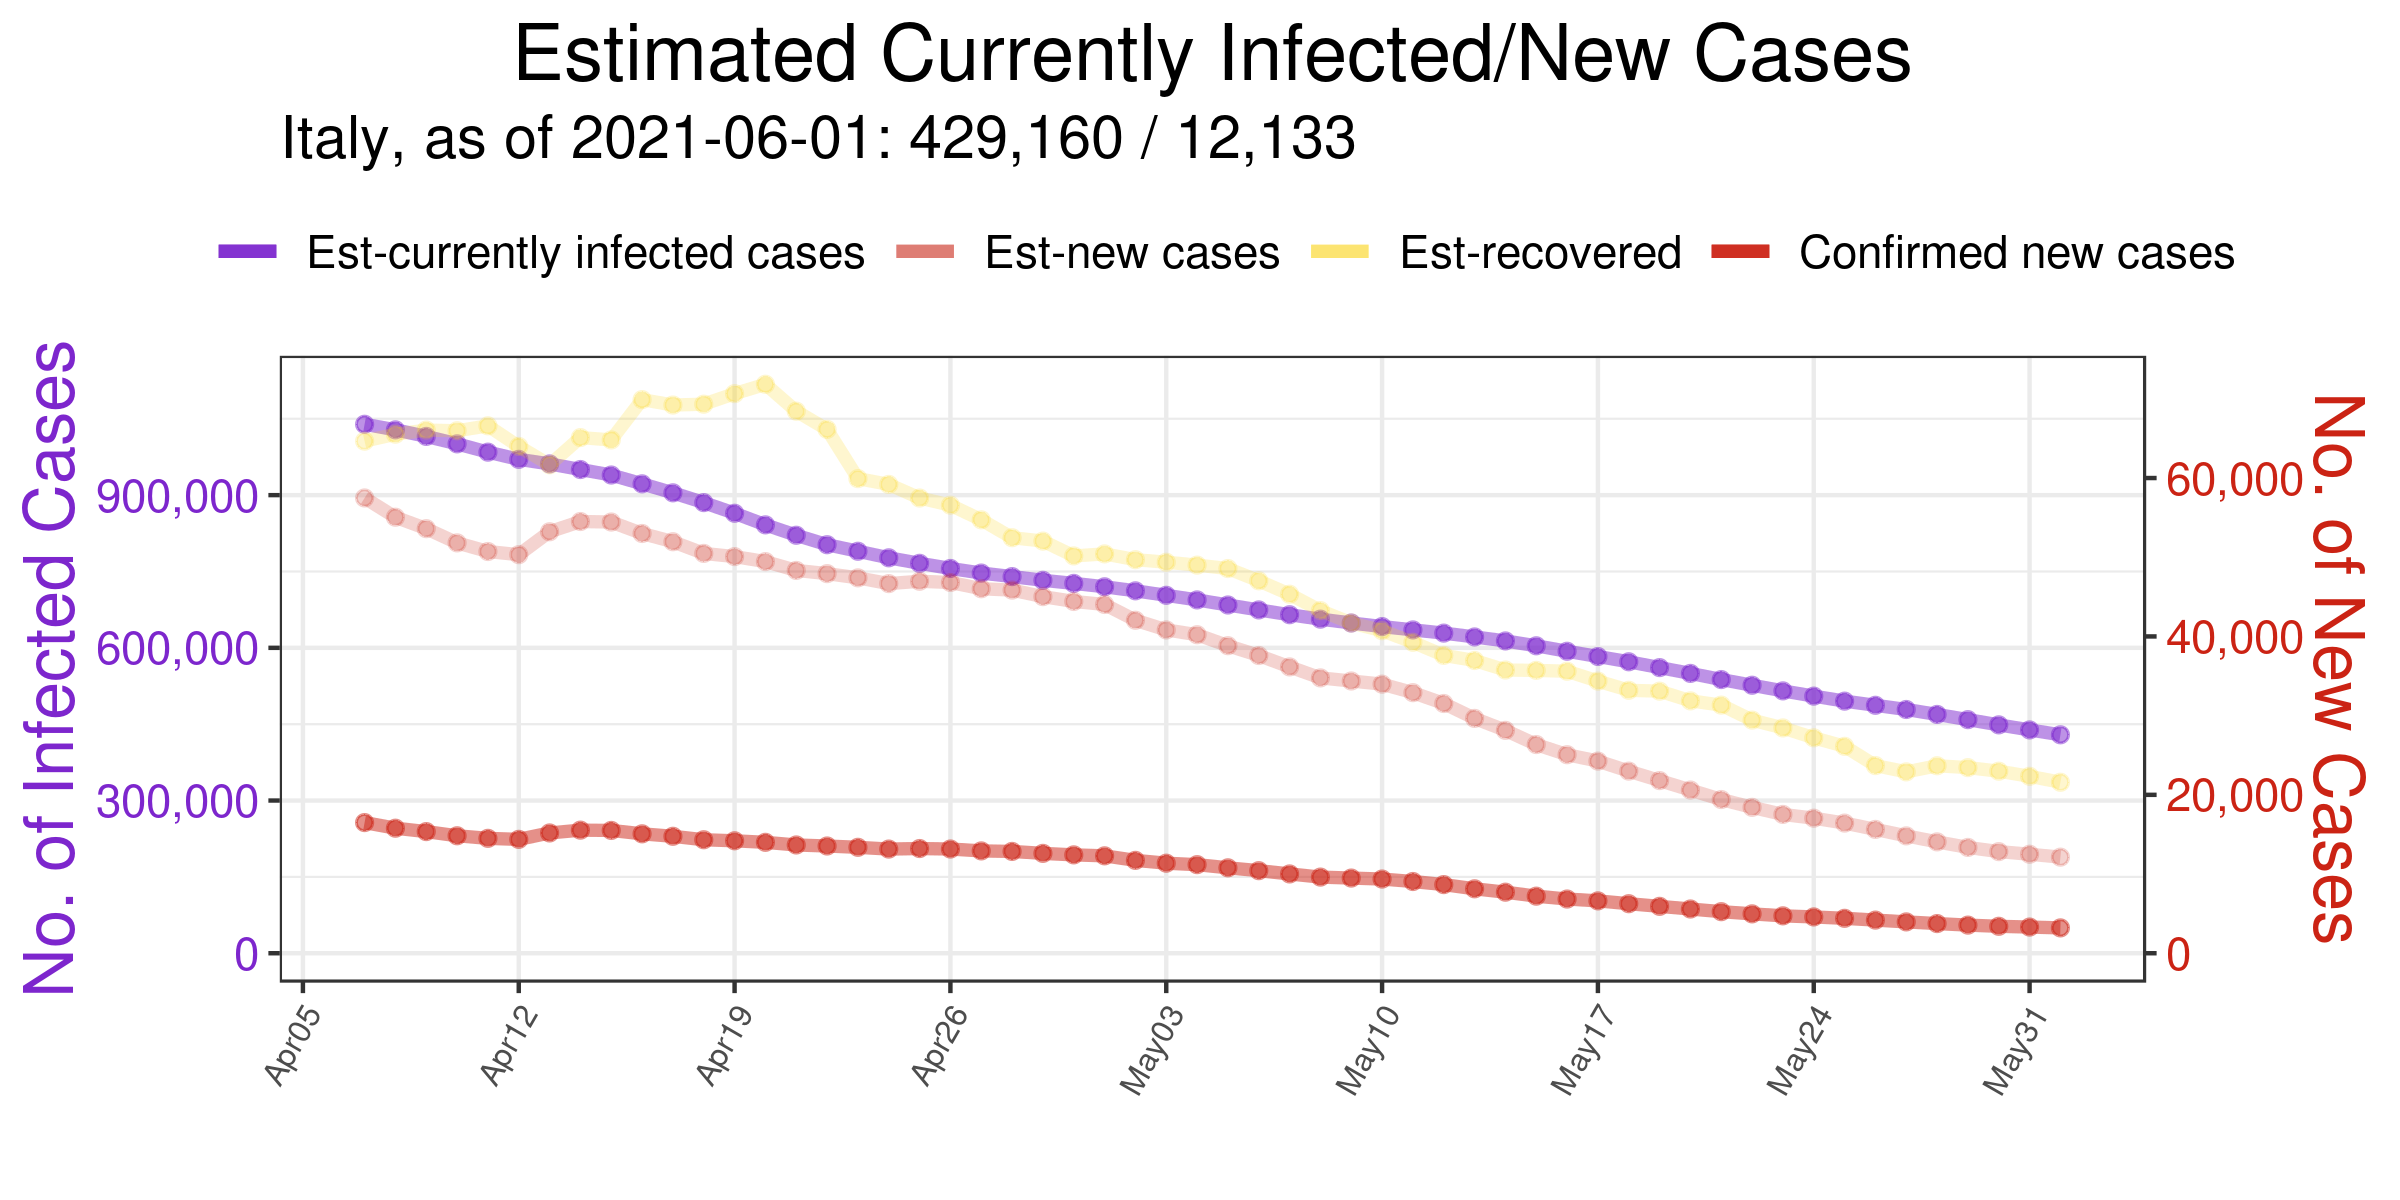 Estimated Currently Infected/New Cases
Italy, as of 2021-06-01: 429,160 / 12,133
Est-currently infected cases Est-new cases Est-recovered Confirmed new cases
No. of Infected Cases
900,000
600,000
300,000
0
60,000
40,000
20,000
0
No. of New Cases
Apr05 Apr12 Apr19 Apr26 May03 May10 May17 May24 May31